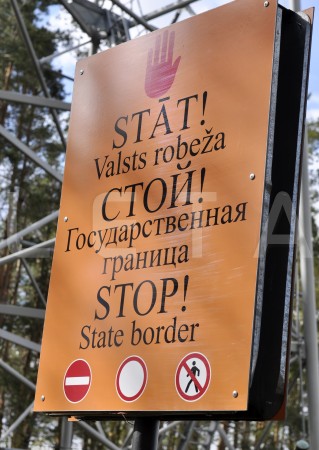 STĀT!
Valsts robeža
СТОЙ!
Государственная
граница
STOP!
State border